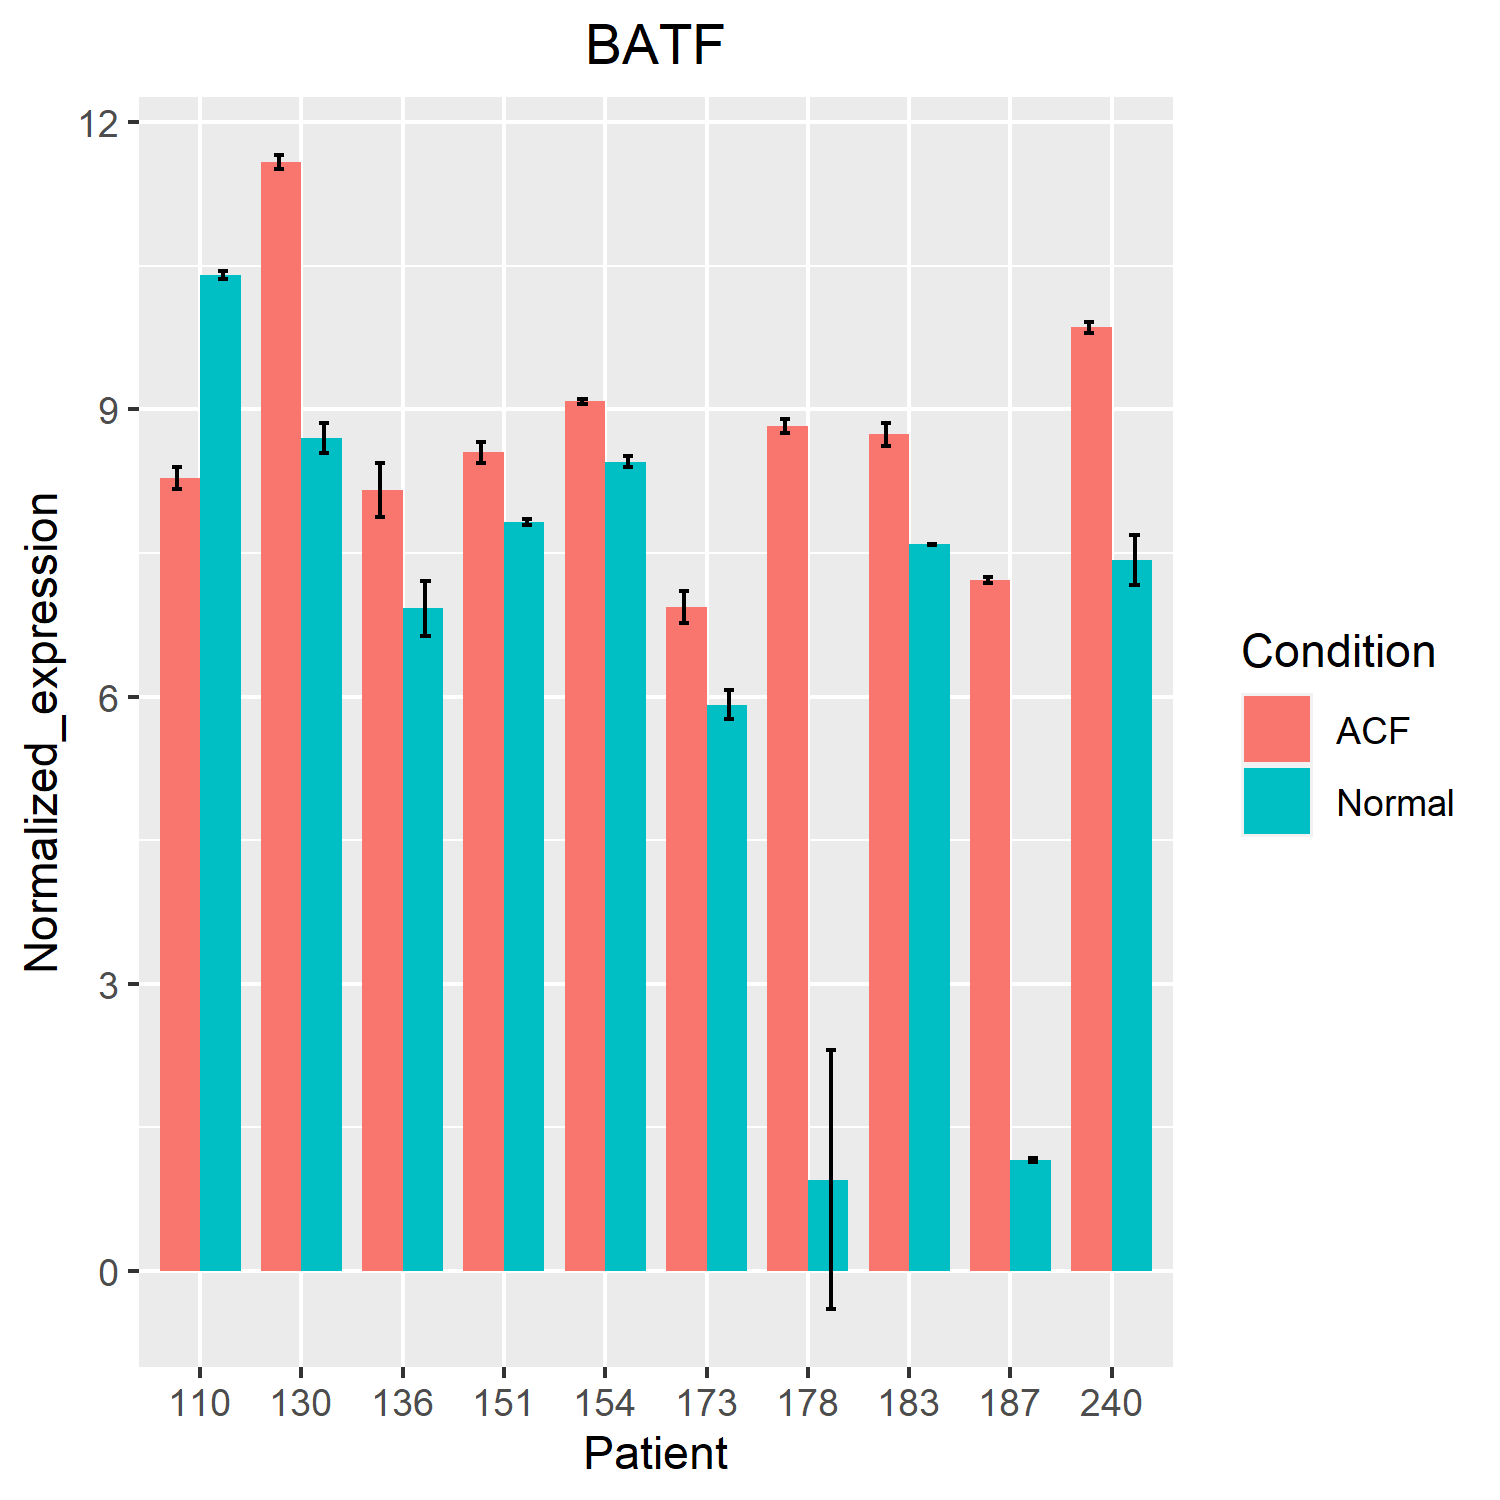 BATF
12
9
6
3
0
Normalized_expression
110 130 136 151 154 173 178 183 187 240
Patient
Condition
ACF
Normal